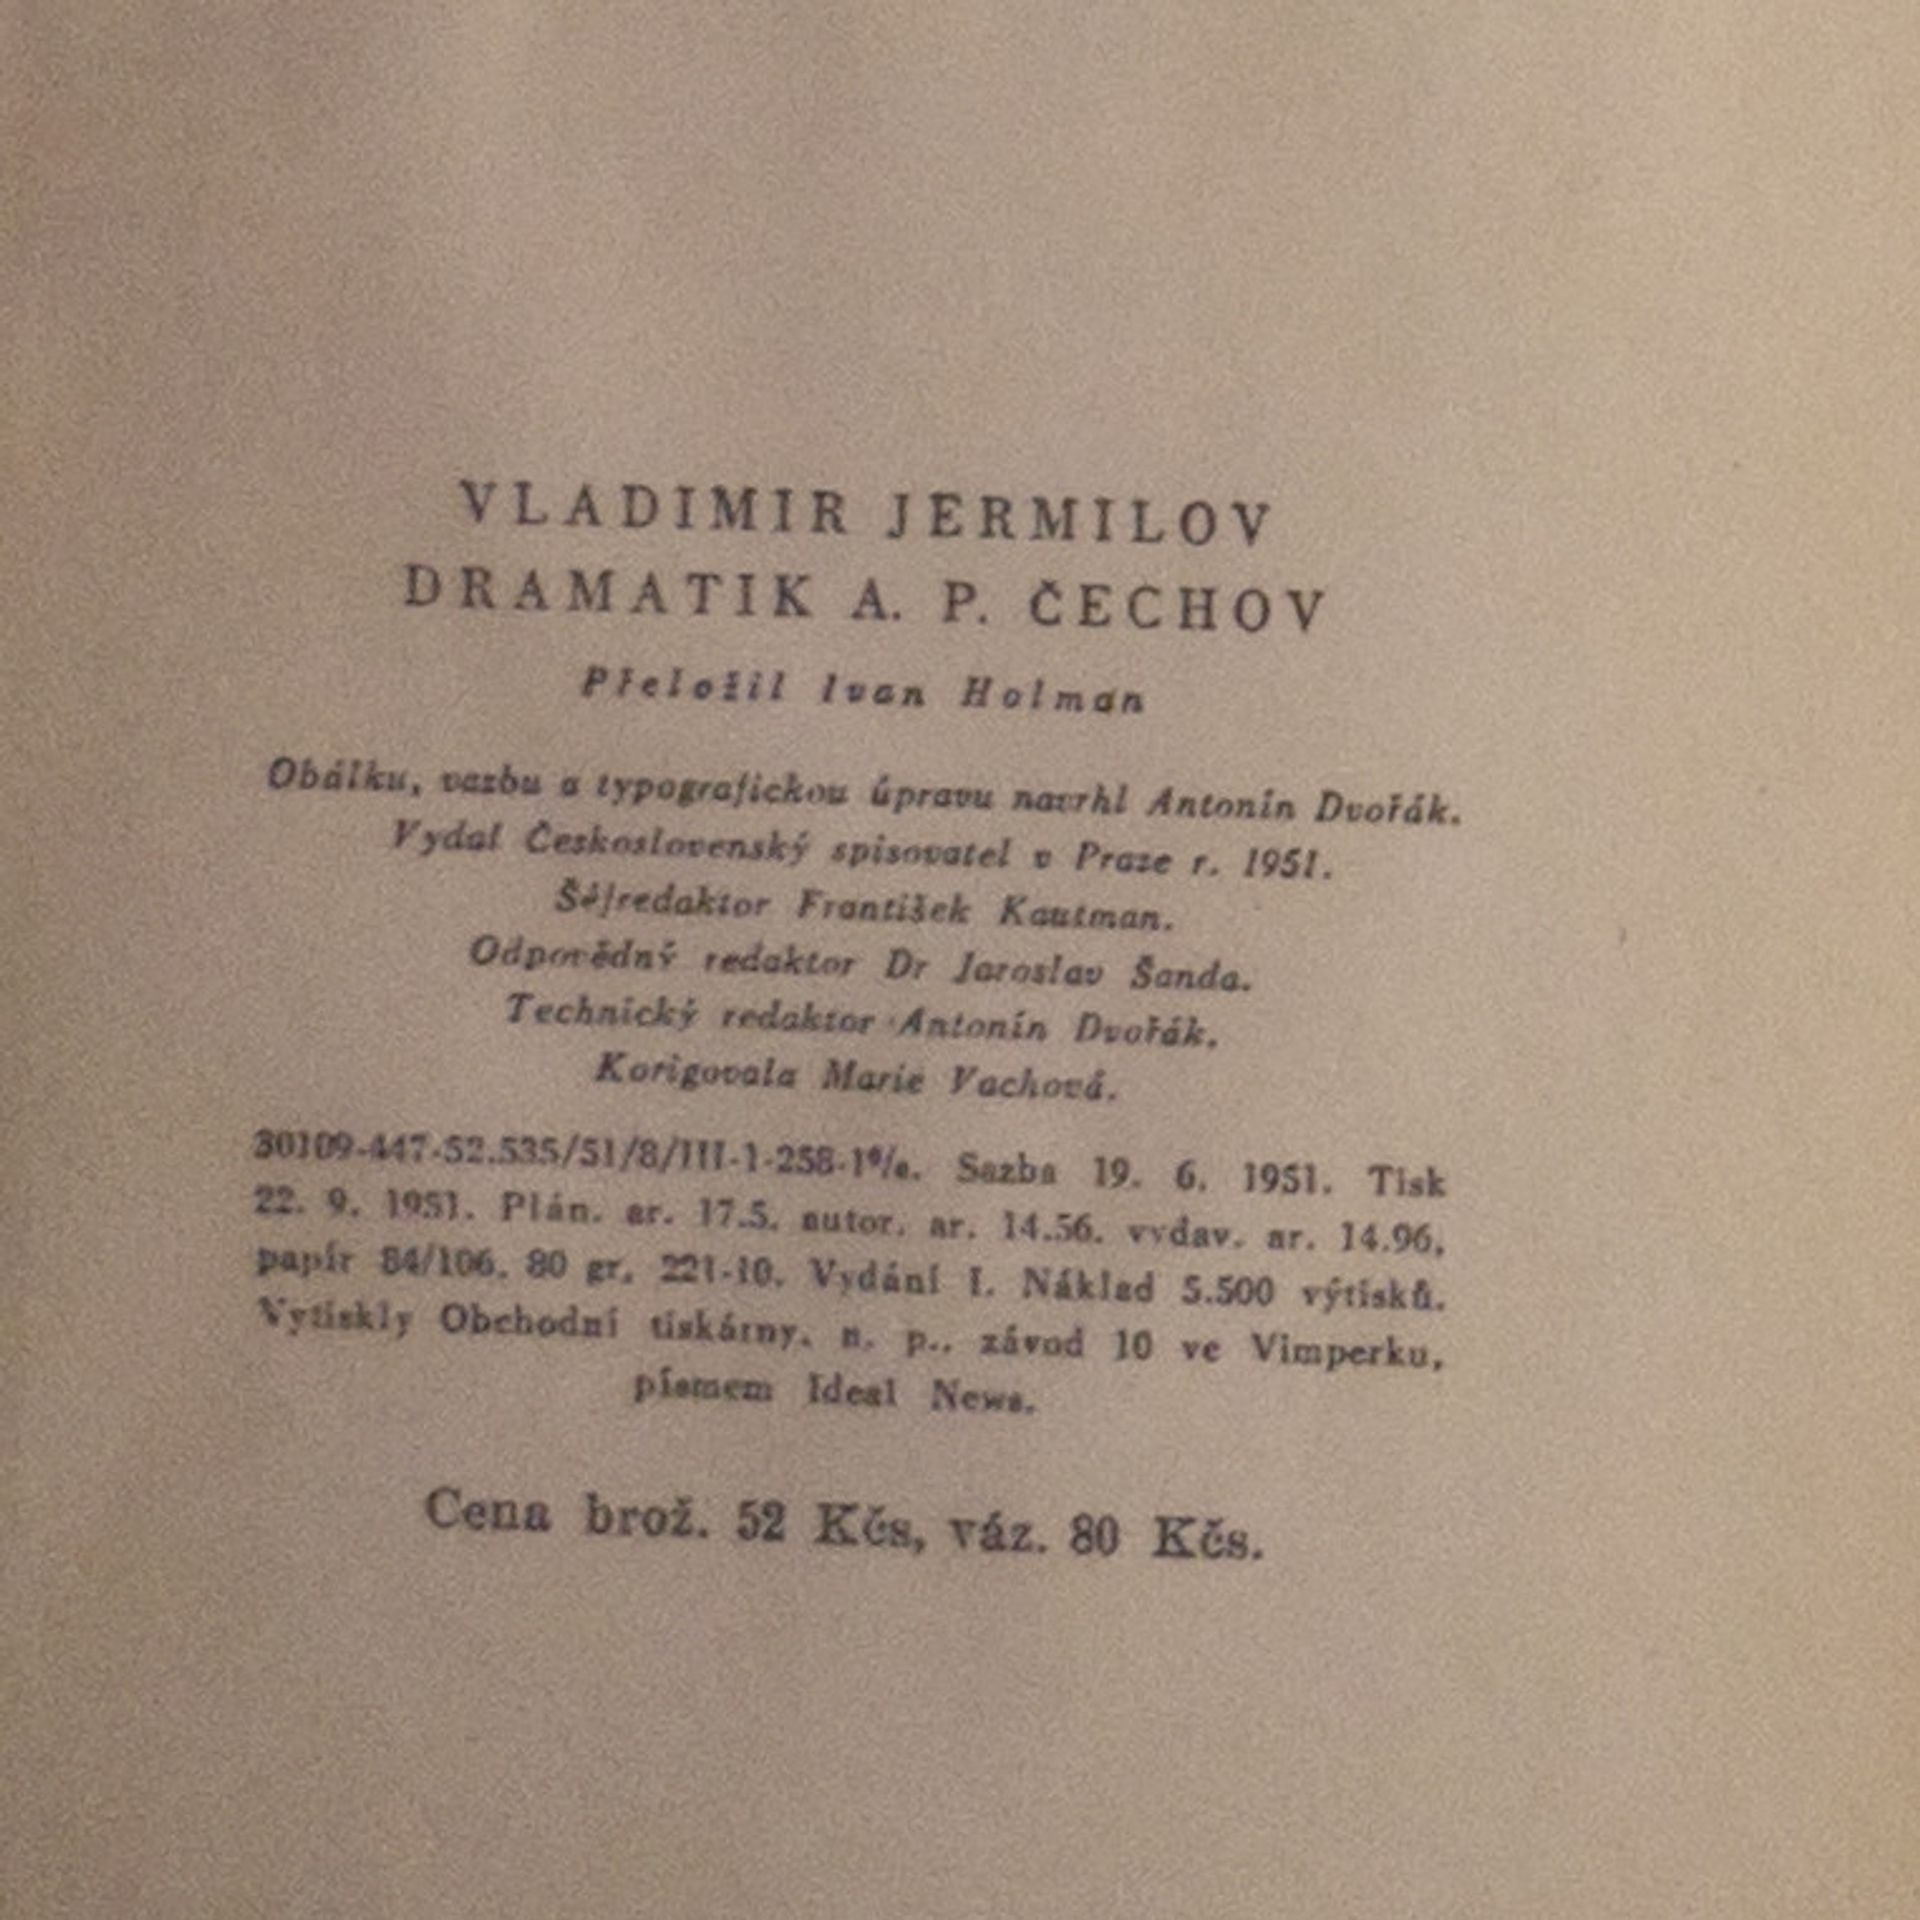 VLADIMIR JERMILOV
DRAMATIK A. P. ČECHOV
Přeložil Ivan Holman
Obálku, vazbu a typografickou úpravu navrhl Antonín Dvořák.
Vydal Československý spisovatel v Praze r. 1951.
Šéfredaktor František Kautman.
Odpovědný redaktor Dr Jaroslav Šanda.
Technický redaktor Antonín Dvořák.
Korigovala Marie Vachová.
30109-447-52.535/51/8/III-1-258-1⁰/₀. Sazba 19. 6. 1951. Tisk
22. 9. 1951. Plán. ar. 17.5. autor. ar. 14.56. vydav. ar. 14.96,
papír 84/106. 80 gr. 221-10. Vydání I. Náklad 5.500 výtisků.
Vytiskly Obchodní tiskárny, n. p., závod 10 ve Vimperku,
písmem Ideal News.
Cena brož. 52 Kčs, váz. 80 Kčs.